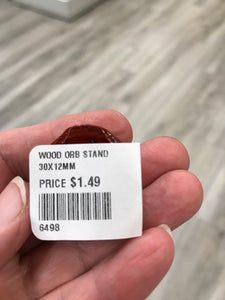 WOOD ORB STAND
30X12MM
PRICE $1.49
6498